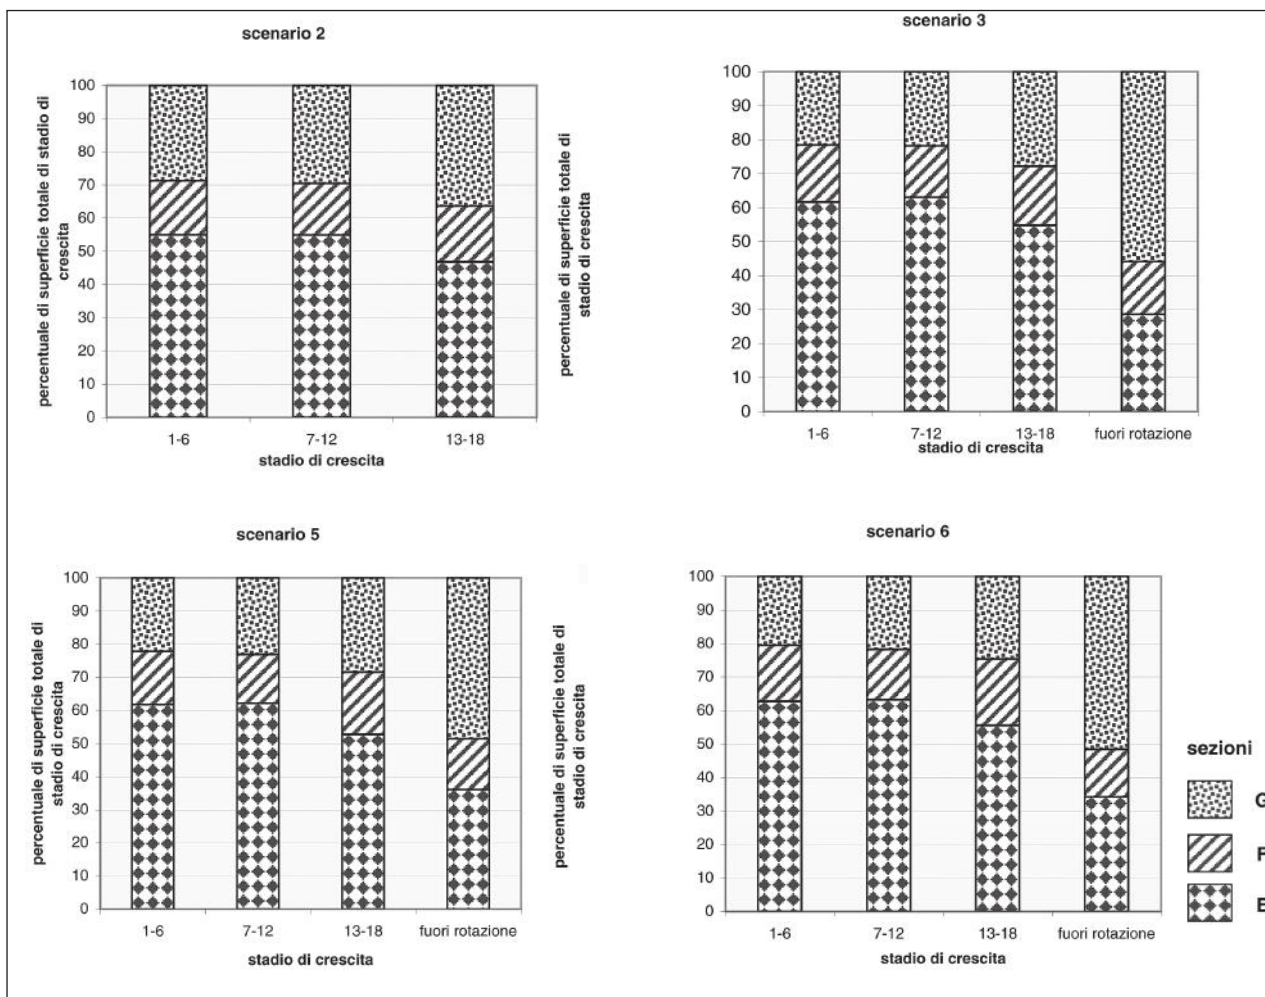 scenario 2
percentuale di superficie totale di stadio di
crescita
100
90
80
70
60
50
40
30
20
10
0
1-6 7-12 13-18
stadio di crescita
scenario 3
percentuale di superficie totale di
stadio di crescita
100
90
80
70
60
50
40
30
20
10
0
1-6 7-12 13-18 fuori rotazione
stadio di crescita
scenario 5
percentuale di superficie totale di
stadio di crescita
100
90
80
70
60
50
40
30
20
10
0
1-6 7-12 13-18 fuori rotazione
stadio di crescita
scenario 6
percentuale di superficie totale di
stadio di crescita
100
90
80
70
60
50
40
30
20
10
0
1-6 7-12 13-18 fuori rotazione
stadio di crescita
sezioni
F